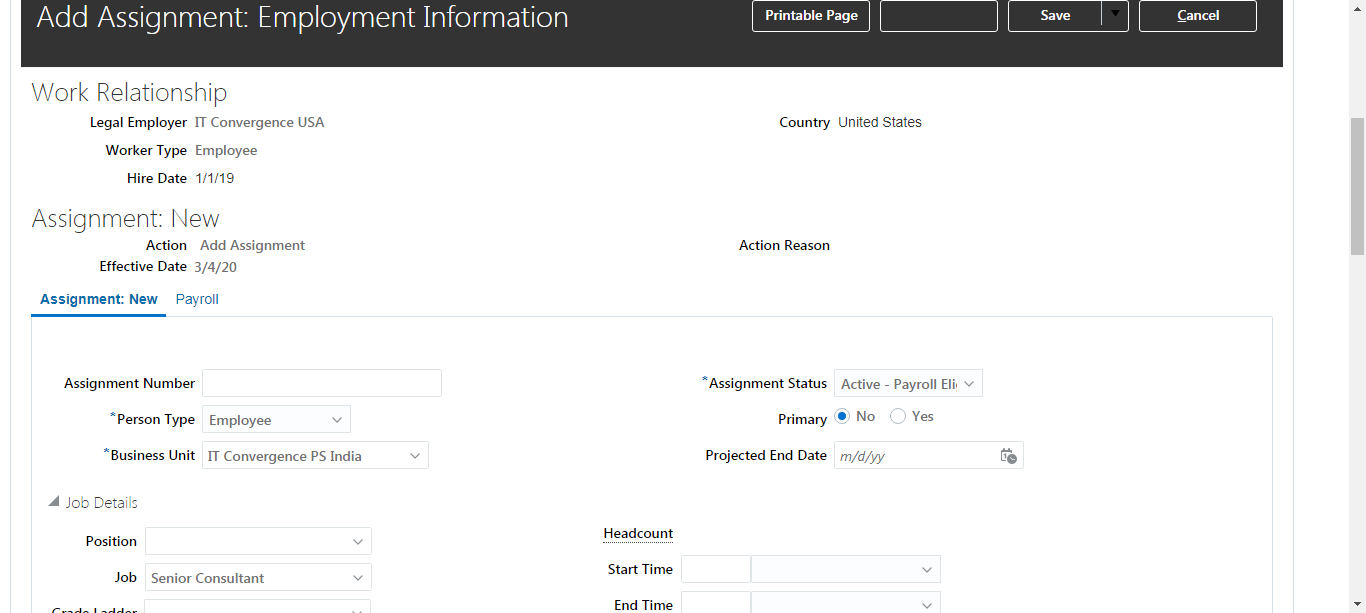 Add Assignment: Employment Information
Printable Page
Save
Cancel
Work Relationship
Legal Employer IT Convergence USA
Country United States
Worker Type Employee
Hire Date 1/1/19
Assignment: New
Action Add Assignment
Action Reason
Effective Date 3/4/20
Assignment: New Payroll
Assignment Number
*Assignment Status Active - Payroll Eli
*Person Type Employee
Primary No Yes
*Business Unit IT Convergence PS India
Projected End Date m/d/yy
Job Details
Position
Headcount
Job Senior Consultant
Start Time
Grade Ladder
End Time